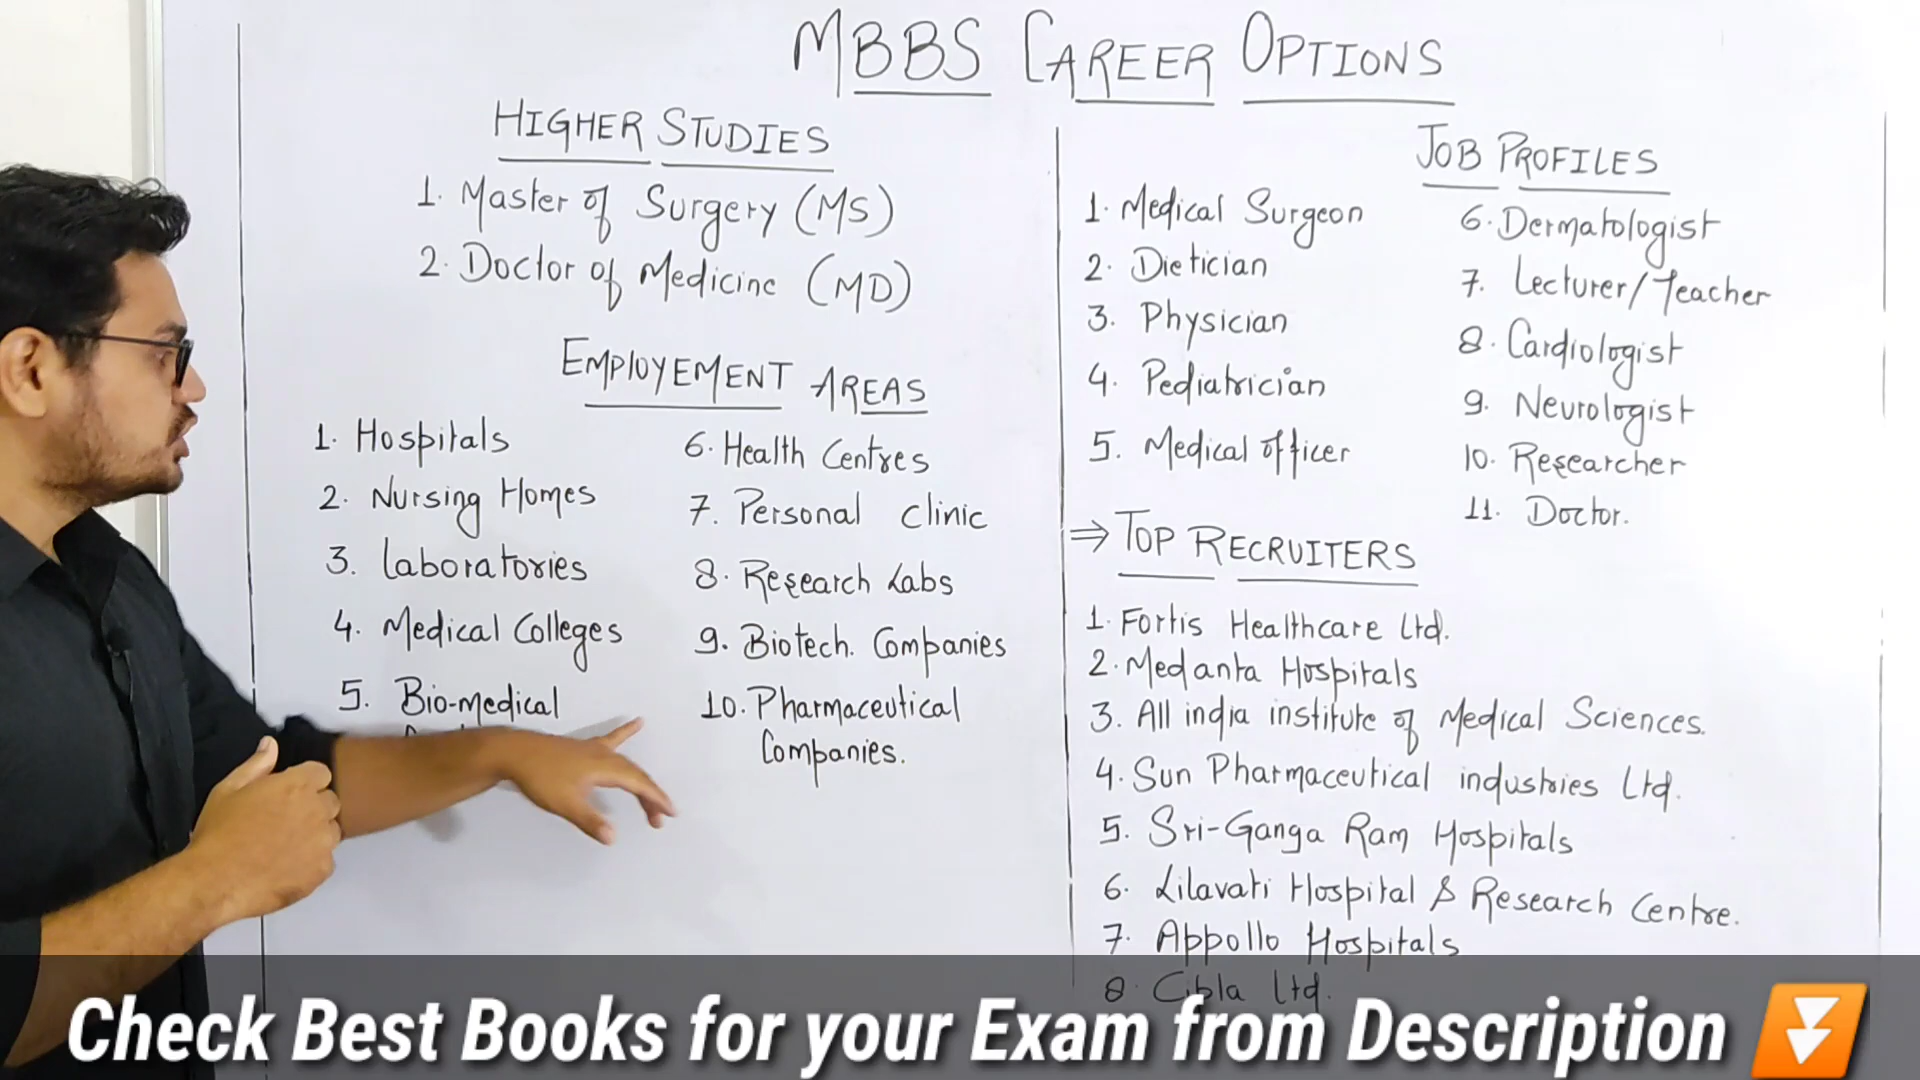 MBBS CAREER OPTIONS
HIGHER STUDIES
1. Master of Surgery (MS)
2. Doctor of Medicine (MD)
EMPLOYEMENT AREAS
1. Hospitals
2. Nursing Homes
3. Laboratories
4. Medical Colleges
5. Bio-medical
6. Health Centres
7. Personal clinic
8. Research Labs
9. Biotech. Companies
10. Pharmaceutical
Companies.
JOB PROFILES
1. Medical Surgeon
2. Dietician
3. Physician
4. Pediatrician
5. Medical officer
6. Dermatologist
7. Lecturer/Teacher
8. Cardiologist
9. Neurologist
10. Researcher
11. Doctor.
⇒ TOP RECRUITERS
1. Fortis Healthcare Ltd.
2. Medanta Hospitals
3. All india institute of Medical Sciences.
4. Sun Pharmaceutical industries Ltd.
5. Sri-Ganga Ram Hospitals
6. Lilavati Hospital & Research Centre.
7. Appollo Hospitals
8. Cibla Ltd.
Check Best Books for your Exam from Description